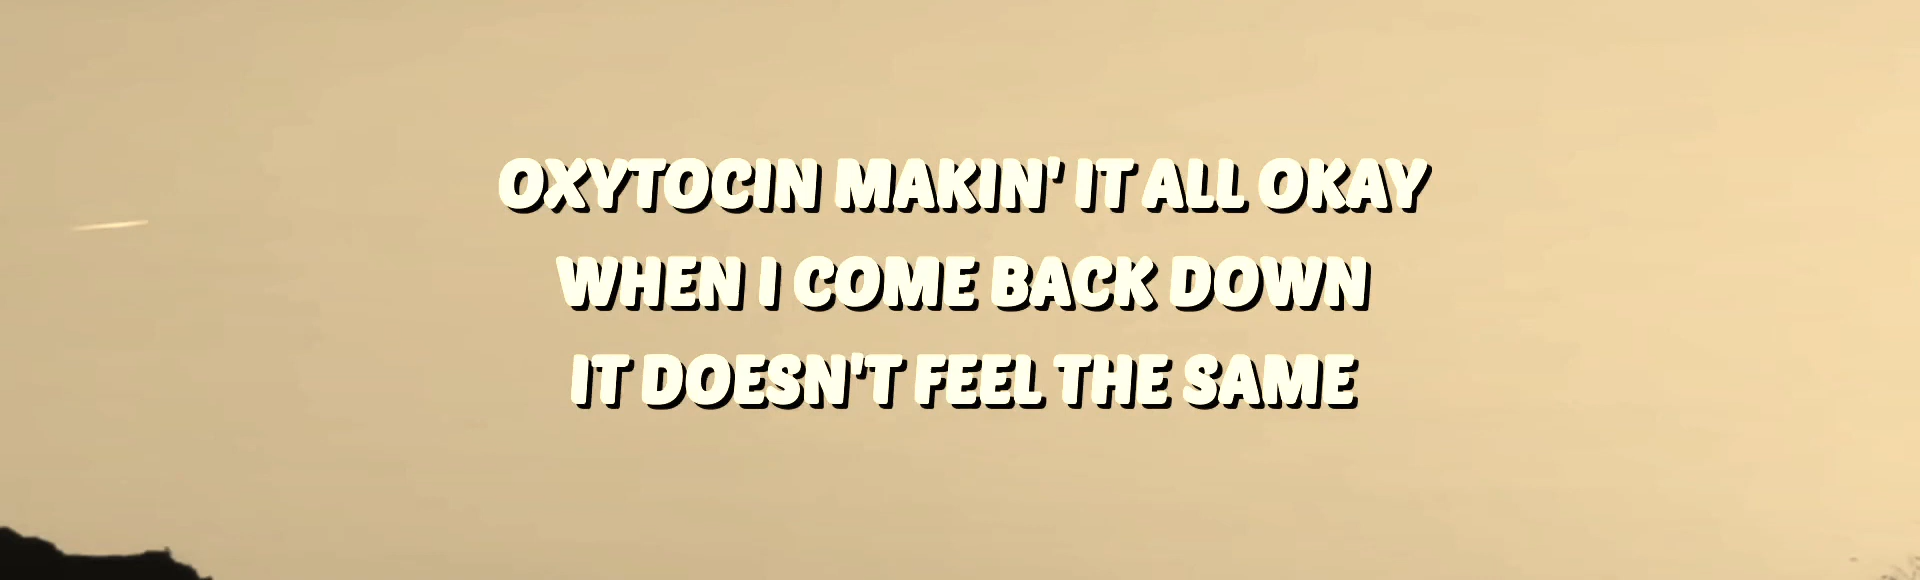 OXYTOCIN MAKIN' IT ALL OKAY
WHEN I COME BACK DOWN
IT DOESN'T FEEL THE SAME